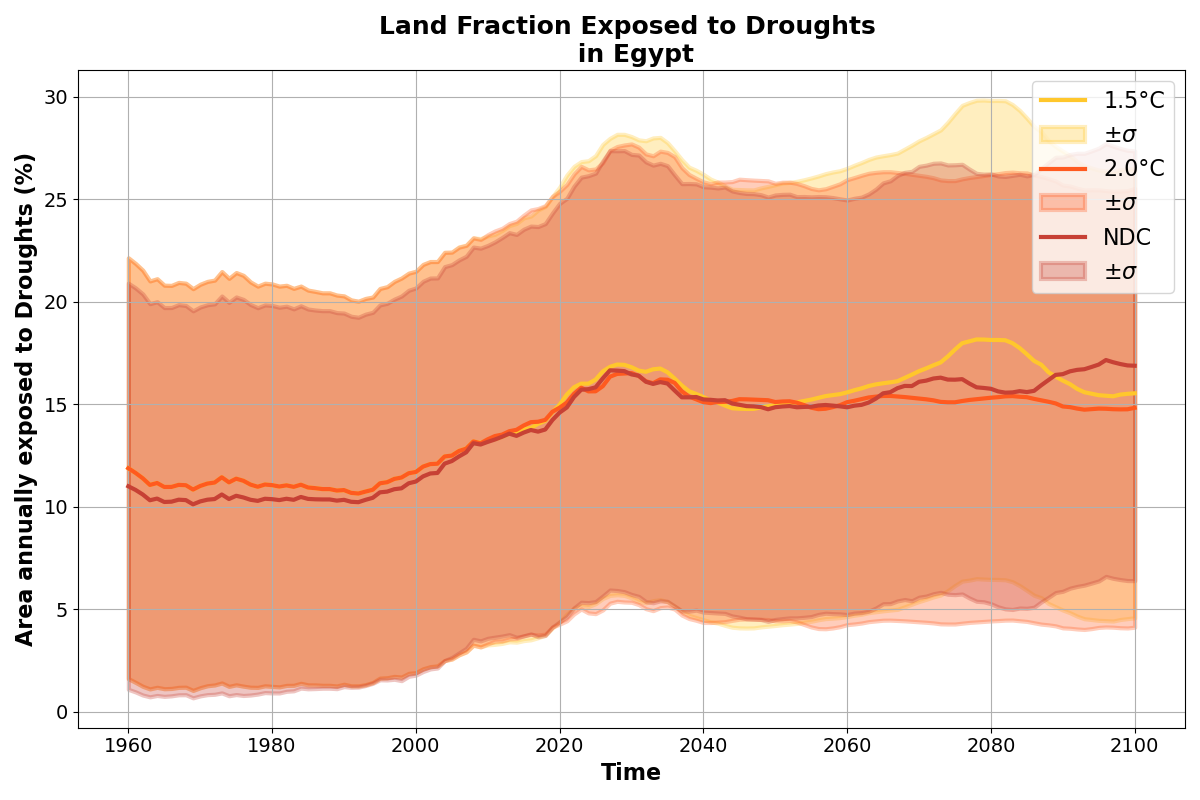 Land Fraction Exposed to Droughts
in Egypt
Area annually exposed to Droughts (%)
30
25
20
15
10
5
0
1.5°C
±σ
2.0°C
±σ
NDC
±σ
1960 1980 2000 2020 2040 2060 2080 2100
Time